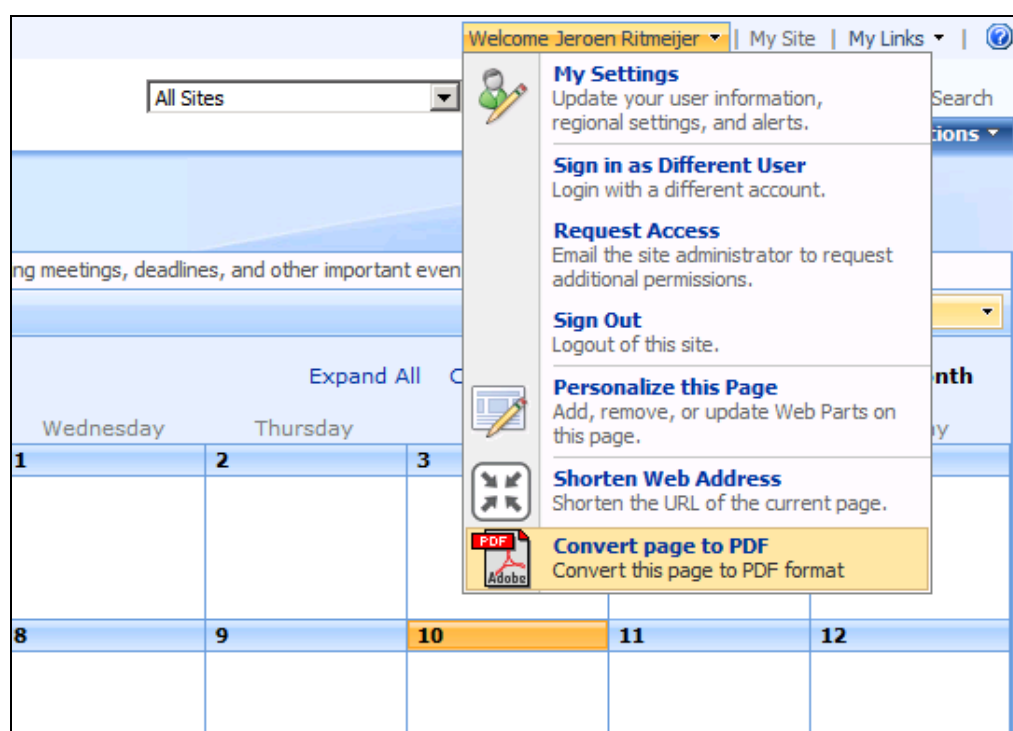 Welcome Jeroen Ritmeijer | My Site | My Links |
All Sites
Search
tions
My Settings
Update your user information,
regional settings, and alerts.
Sign in as Different User
Login with a different account.
Request Access
Email the site administrator to request
additional permissions.
ng meetings, deadlines, and other important even
Sign Out
Logout of this site.
Expand All C
onth
Personalize this Page
Add, remove, or update Web Parts on
this page.
Wednesday Thursday ay
1 2 3
Shorten Web Address
Shorten the URL of the current page.
PDF
Adobe
Convert page to PDF
Convert this page to PDF format
8 9 10 11 12